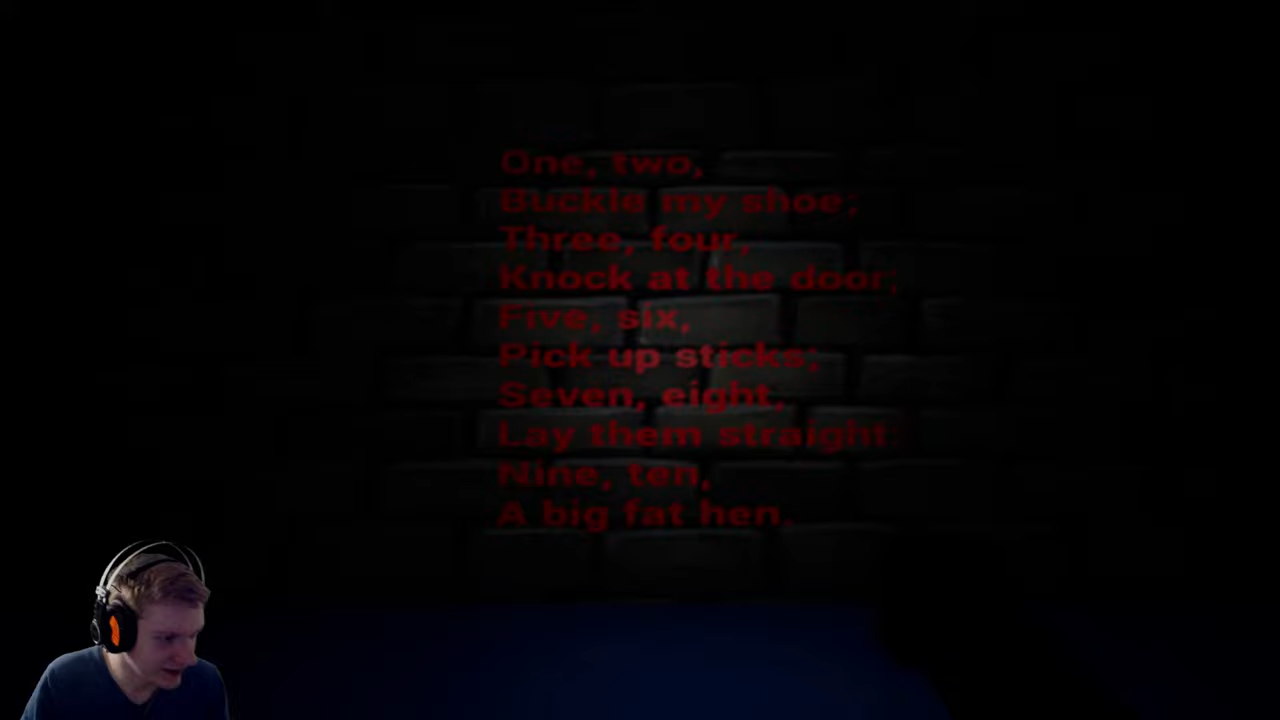 One, two,
Buckle my shoe;
Three, four,
Knock at the door;
Five, six,
Pick up sticks;
Seven, eight,
Lay them straight:
Nine, ten,
A big fat hen.